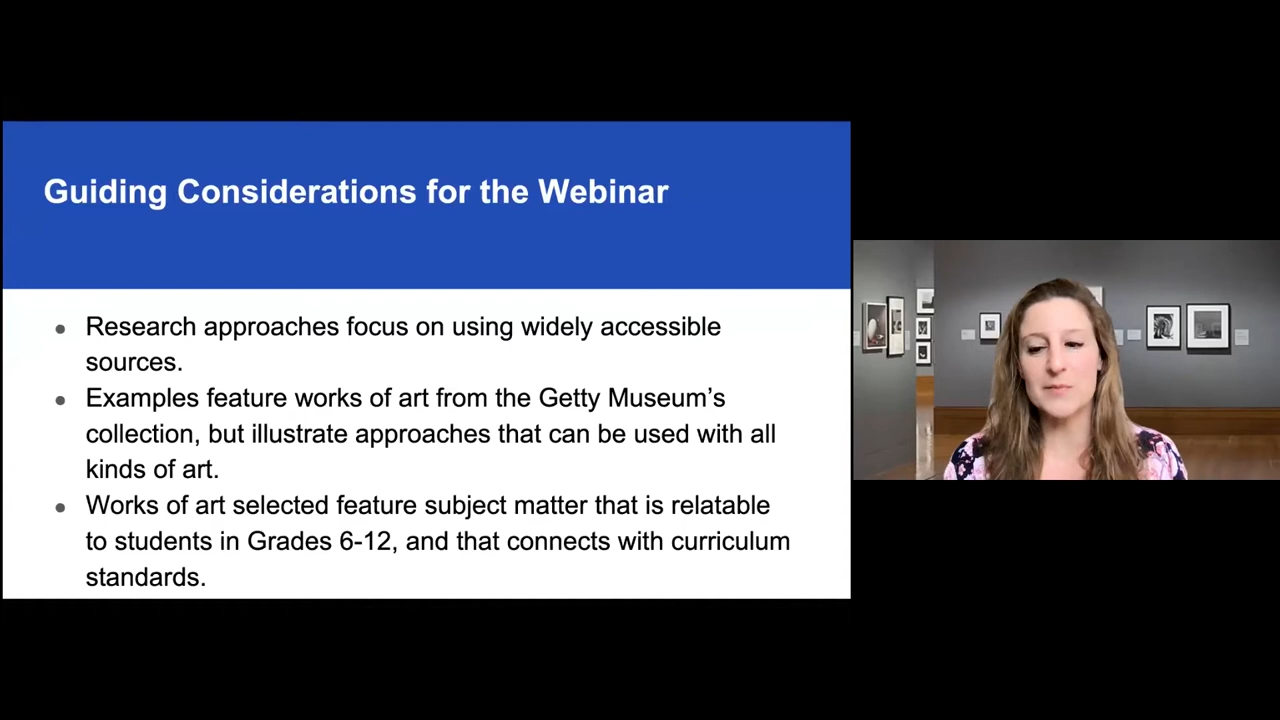 Guiding Considerations for the Webinar
● Research approaches focus on using widely accessible
sources.
● Examples feature works of art from the Getty Museum’s
collection, but illustrate approaches that can be used with all
kinds of art.
● Works of art selected feature subject matter that is relatable
to students in Grades 6-12, and that connects with curriculum
standards.